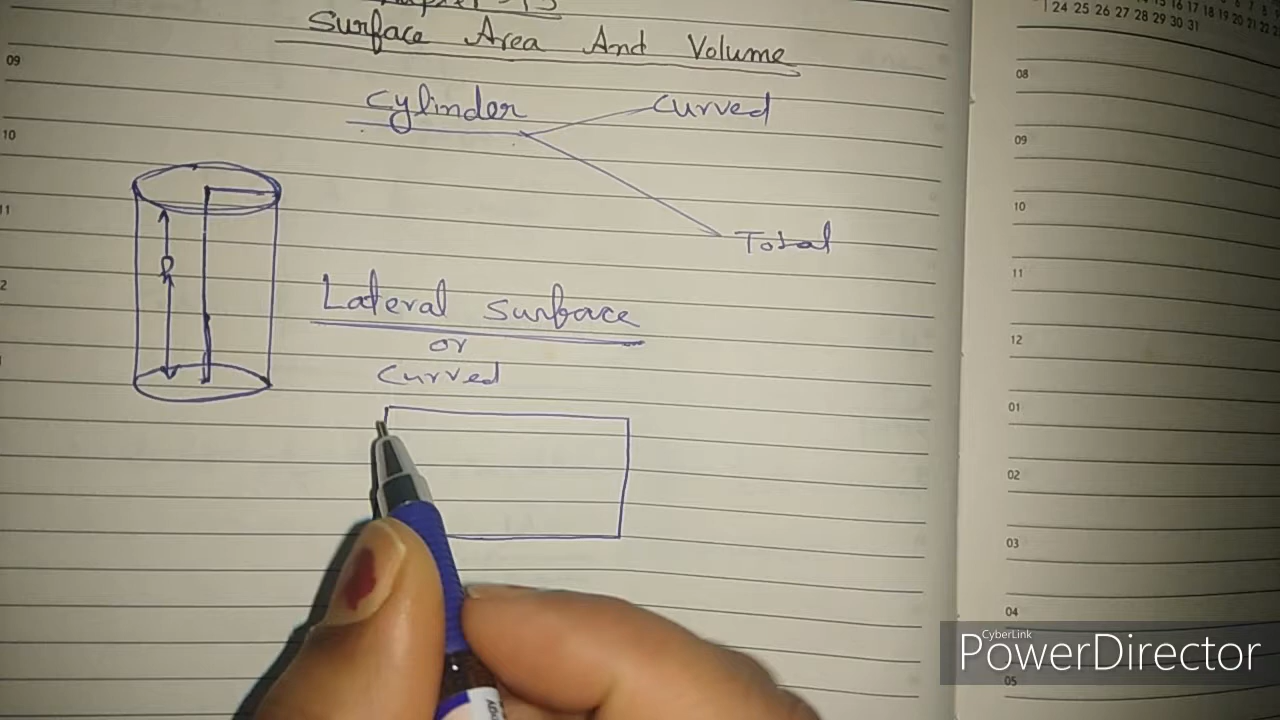 Surface Area And Volume
Cylinder
Curved
Total
h
Lateral Surface
or
Curved
09
10
11
2
24 25 26 27 28 29 30 31
08
09
10
11
12
01
02
03
04
05
CyberLink
PowerDirector